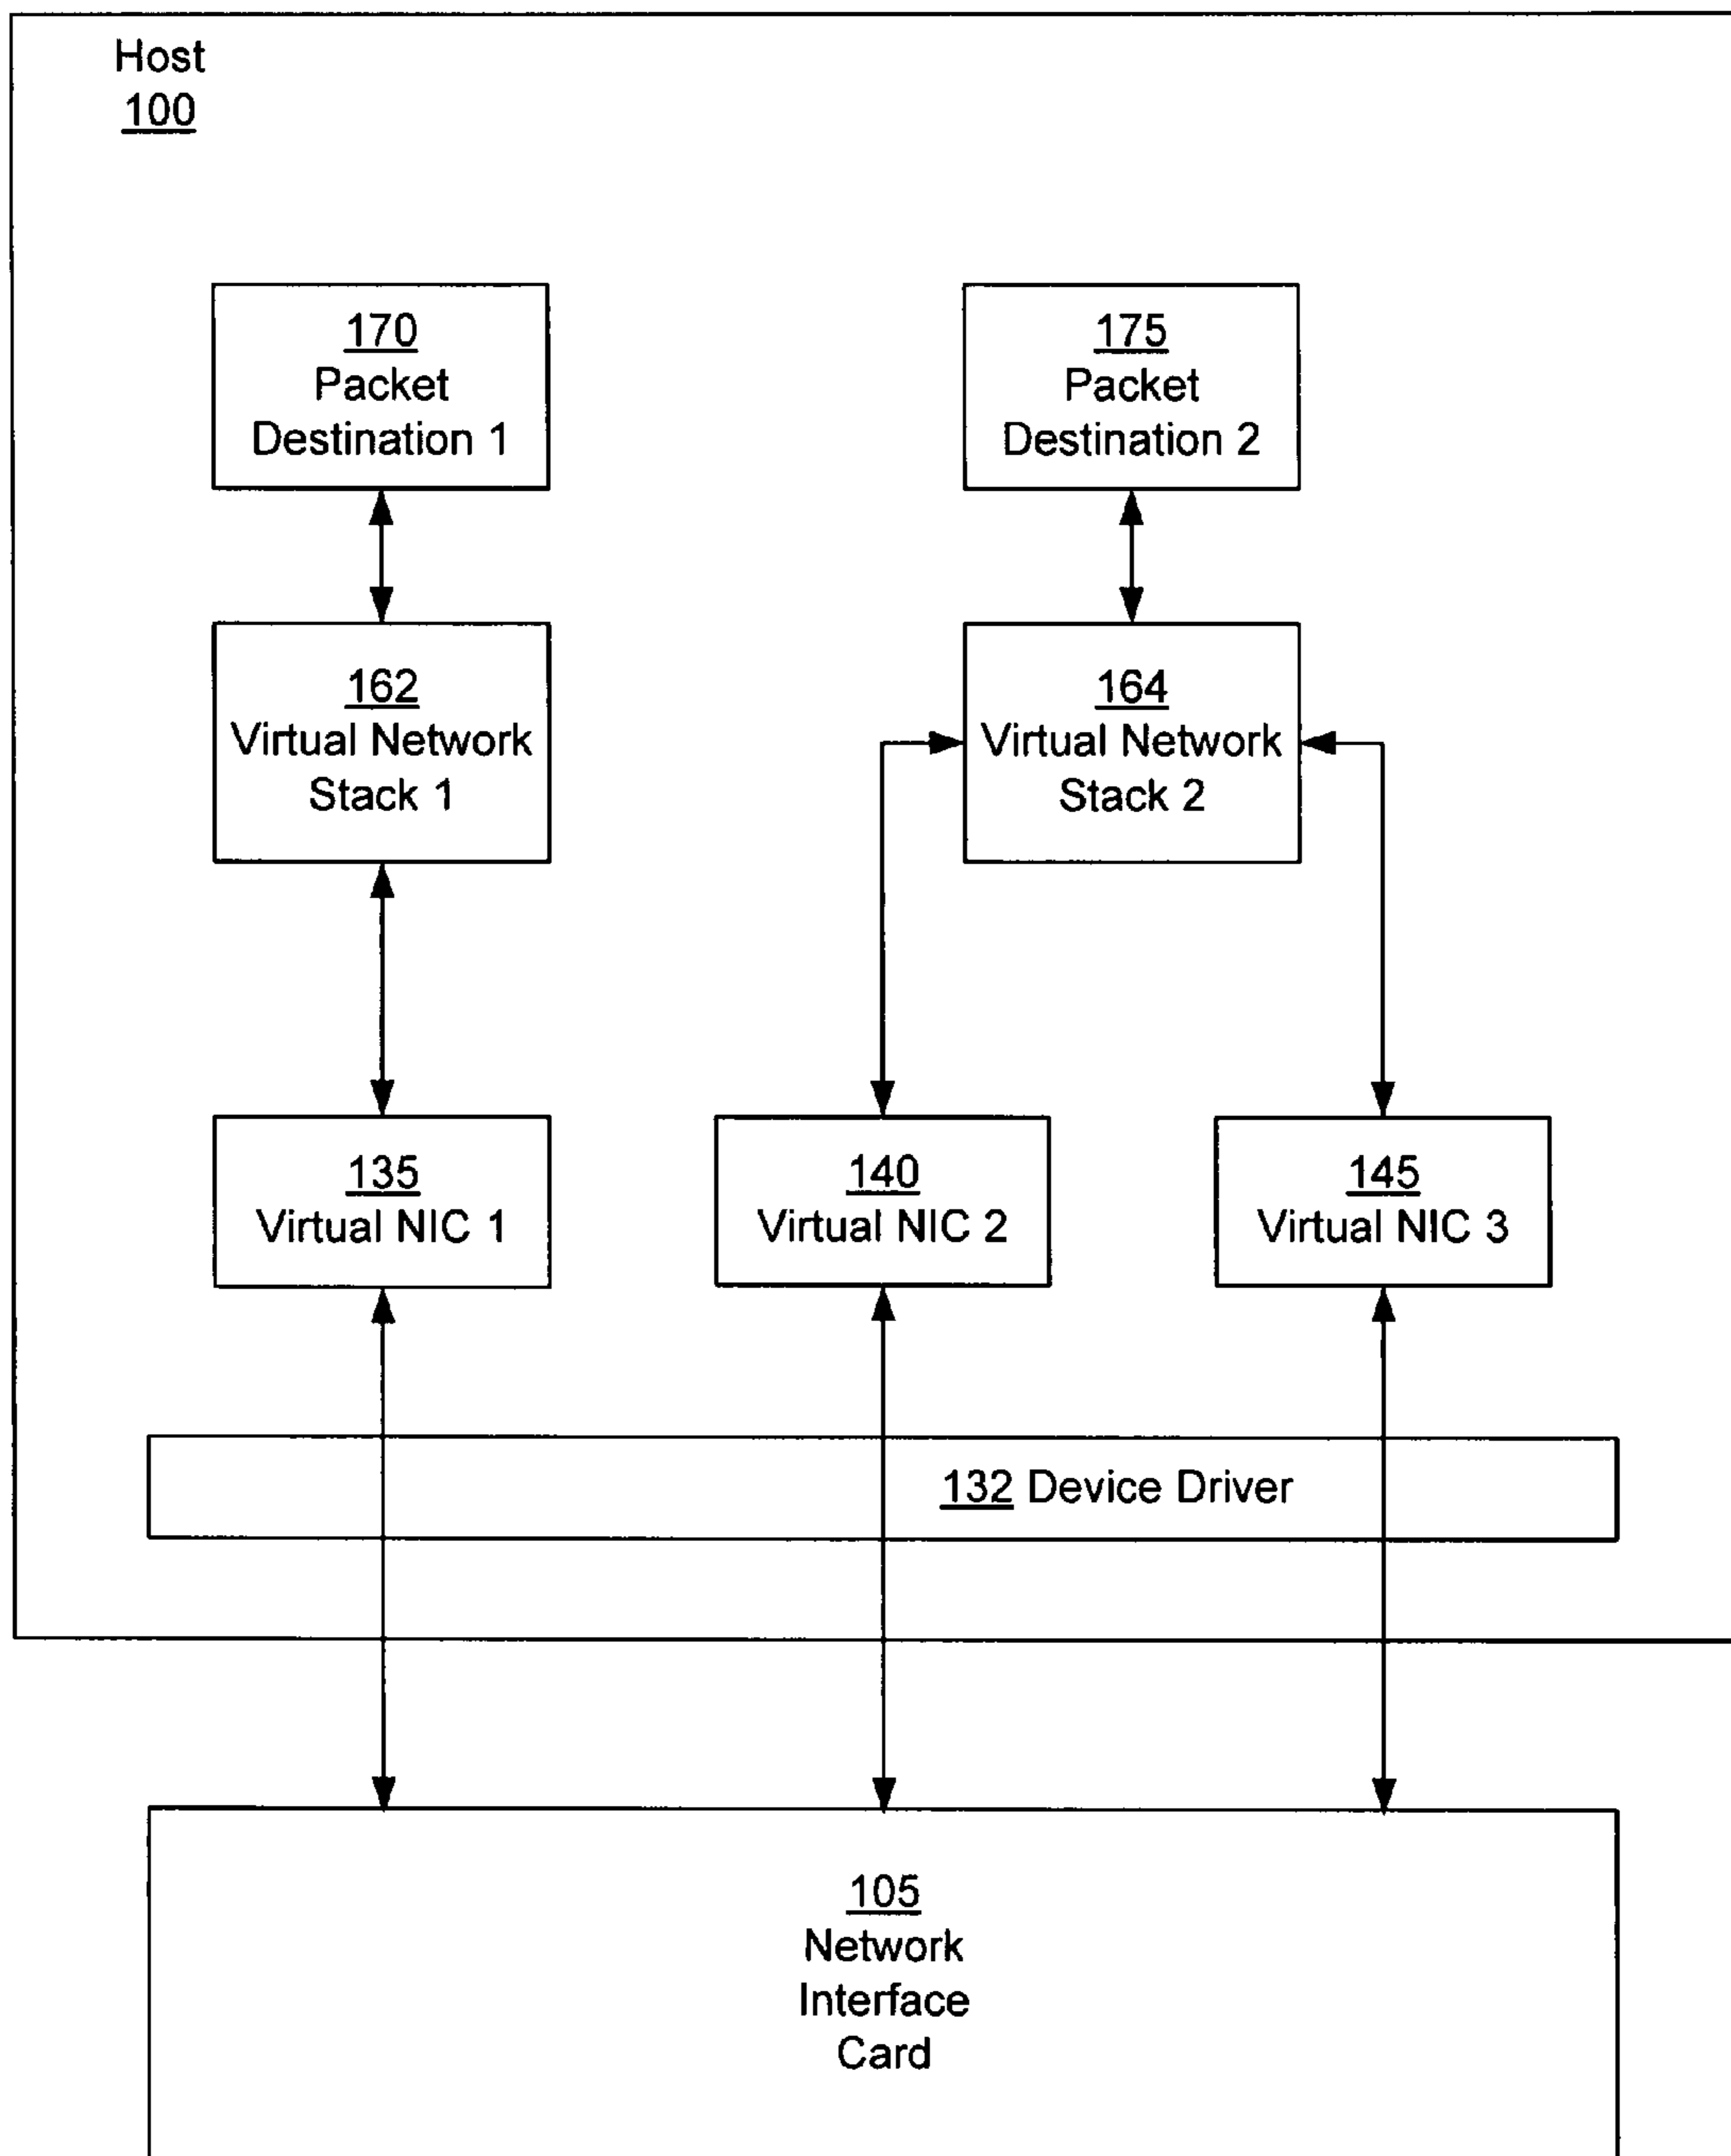 Host
100
170
Packet
Destination 1
175
Packet
Destination 2
162
Virtual Network
Stack 1
164
Virtual Network
Stack 2
135
Virtual NIC 1
140
Virtual NIC 2
145
Virtual NIC 3
132 Device Driver
105
Network
Interface
Card